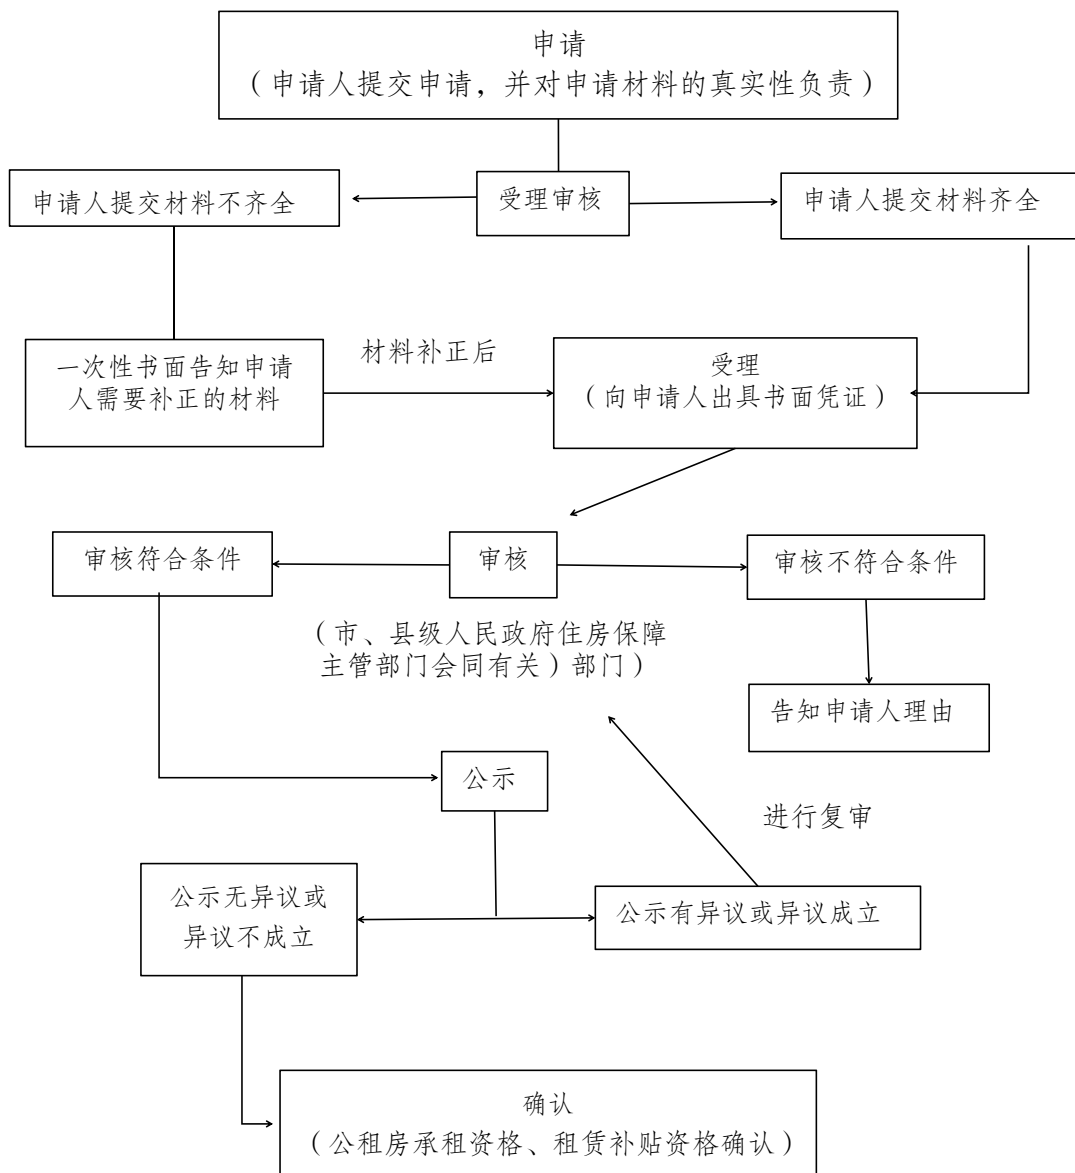 申请
（申请人提交申请，并对申请材料的真实性负责）
申请人提交材料不齐全
受理审核
申请人提交材料齐全
一次性书面告知申请
人需要补正的材料
材料补正后
受理
（向申请人出具书面凭证）
审核符合条件
审核
审核不符合条件
（市、县级人民政府住房保障
主管部门会同有关）部门）
告知申请人理由
公示
进行复审
公示无异议或
异议不成立
公示有异议或异议成立
确认
（公租房承租资格、租赁补贴资格确认）